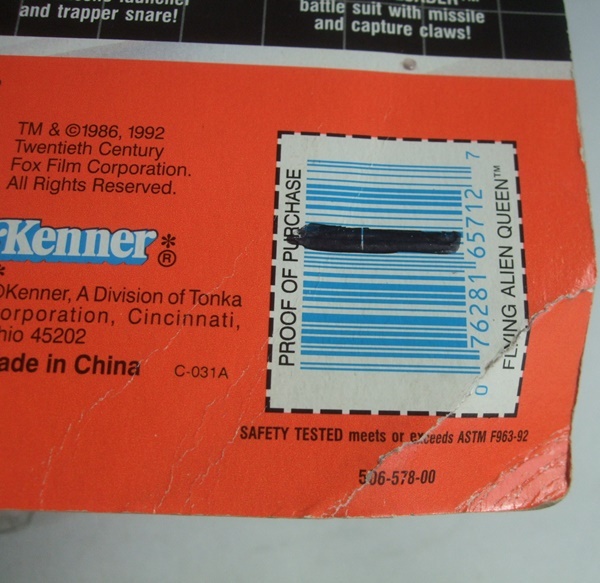 and trapper snare!
battle suit with missile
and capture claws!
TM & ©1986, 1992
Twentieth Century
Fox Film Corporation.
All Rights Reserved.
Kenner®
Kenner, A Division of Tonka
orporation, Cincinnati,
hio 45202
ade in China
C-031A
PROOF OF PURCHASE
0 76281 65712 7
FLYING ALIEN QUEEN™
SAFETY TESTED meets or exceeds ASTM F963-92
506-578-00